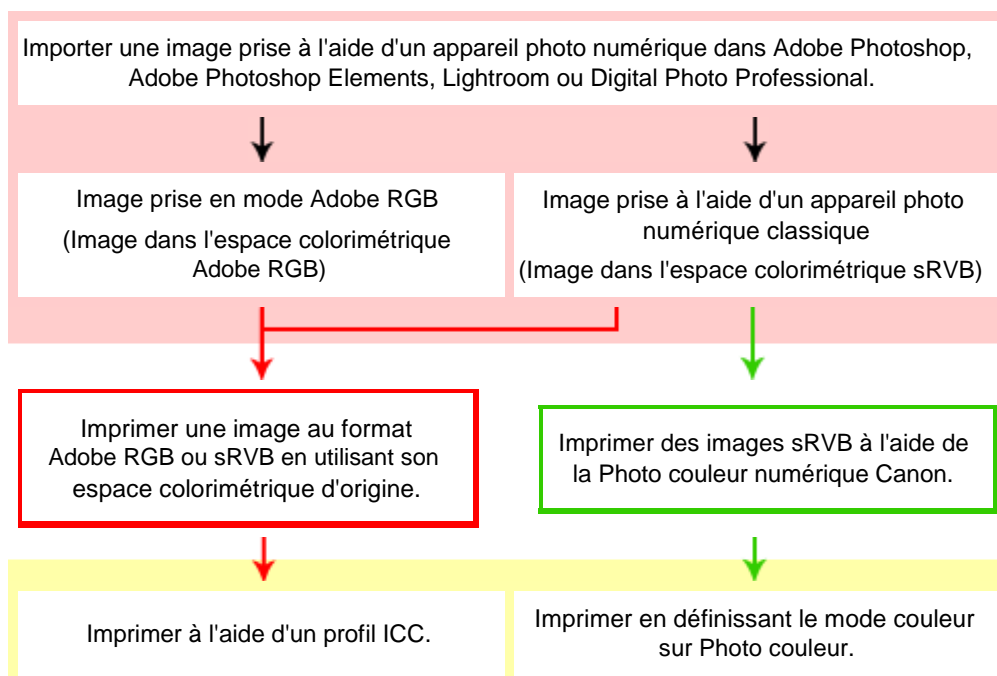 Importer une image prise à l'aide d'un appareil photo numérique dans Adobe Photoshop,
Adobe Photoshop Elements, Lightroom ou Digital Photo Professional.
Image prise en mode Adobe RGB
(Image dans l'espace colorimétrique
Adobe RGB)
Image prise à l'aide d'un appareil photo
numérique classique
(Image dans l'espace colorimétrique sRVB)
Imprimer une image au format
Adobe RGB ou sRVB en utilisant son
espace colorimétrique d'origine.
Imprimer des images sRVB à l'aide de
la Photo couleur numérique Canon.
Imprimer à l'aide d'un profil ICC.
Imprimer en définissant le mode couleur
sur Photo couleur.